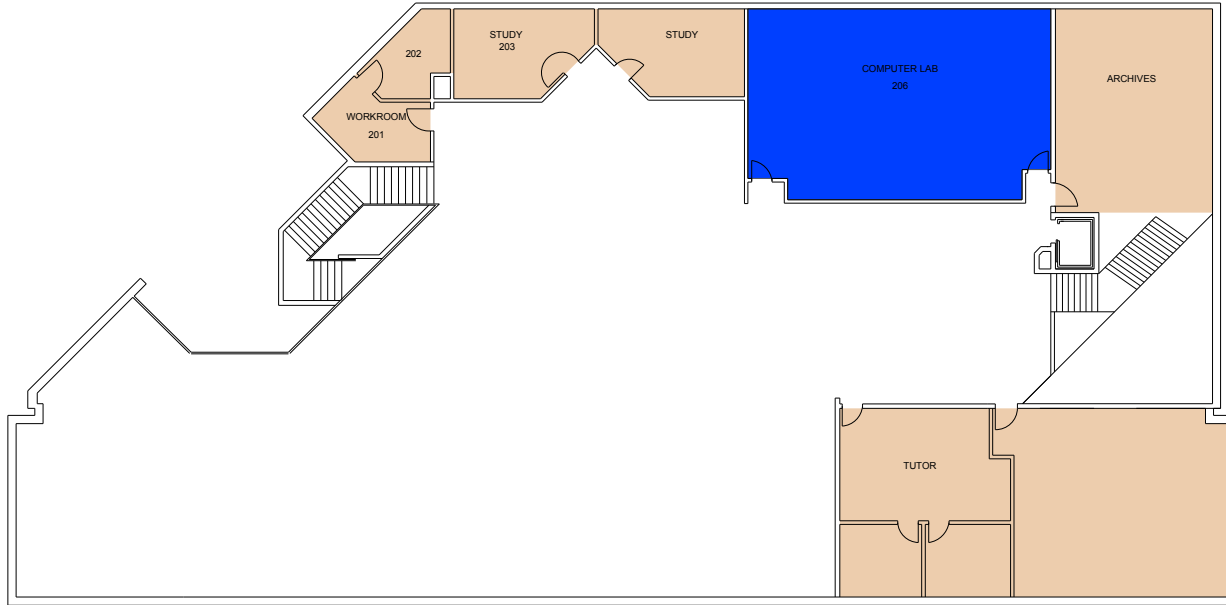 STUDY
203
STUDY
202
COMPUTER LAB
206
ARCHIVES
WORKROOM
201
TUTOR